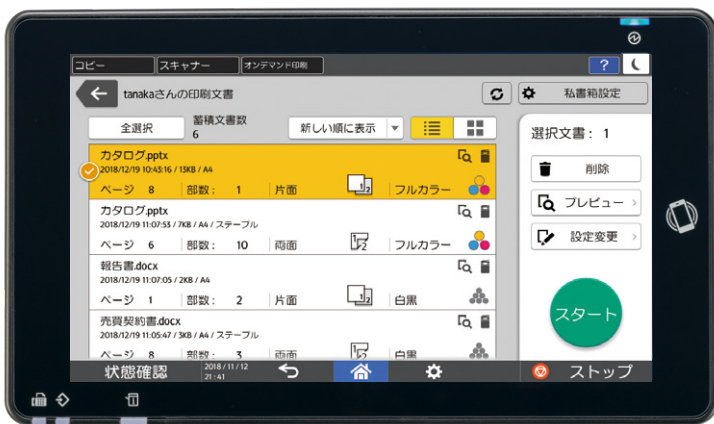 コピー
スキャナー
オンデマンド印刷
?
tanakaさんの印刷文書
私書箱設定
全選択
蓄積文書数
6
新しい順に表示
選択文書: 1
カタログ.pptx
2018/12/19 10:45:16 / 15KB / A4
ページ 8 部数: 1 片面 1 2 フルカラー
削除
カタログ.pptx
2018/12/19 11:07:53 / 7KB / A4 / ステープル
ページ 6 部数: 10 両面 1 2 フルカラー
プレビュー
設定変更
報告書.docx
2018/12/19 11:07:05 / 2KB / A4
ページ 1 部数: 2 片面 1 2 白黒
スタート
売買契約書.docx
2018/12/19 11:05:47 / 3KB / A4 / ステープル
ページ 8 部数: 3 両面 1 2 白黒
状態確認
2018/11/12
21:41
ストップ